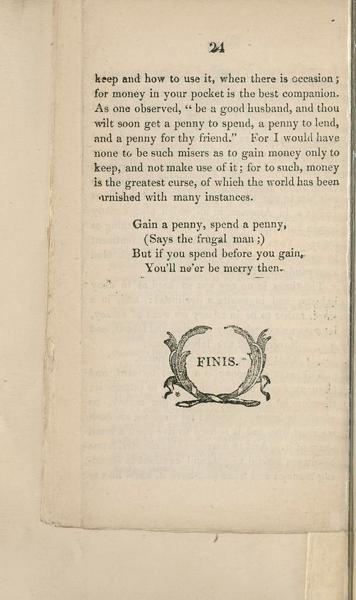 24
keep and how to use it, when there is occasion;
for money in your pocket is the best companion.
As one observed, "be a good husband, and thou
wilt soon get a penny to spend, a penny to lend,
and a penny for thy friend." For I would have
none to be such misers as to gain money only to
keep, and not make use of it; for to such, money
is the greatest curse, of which the world has been
urnished with many instances.
Gain a penny, spend a penny,
(Says the frugal man;)
But if you spend before you gain,
You'll ne'er be merry then.
FINIS.